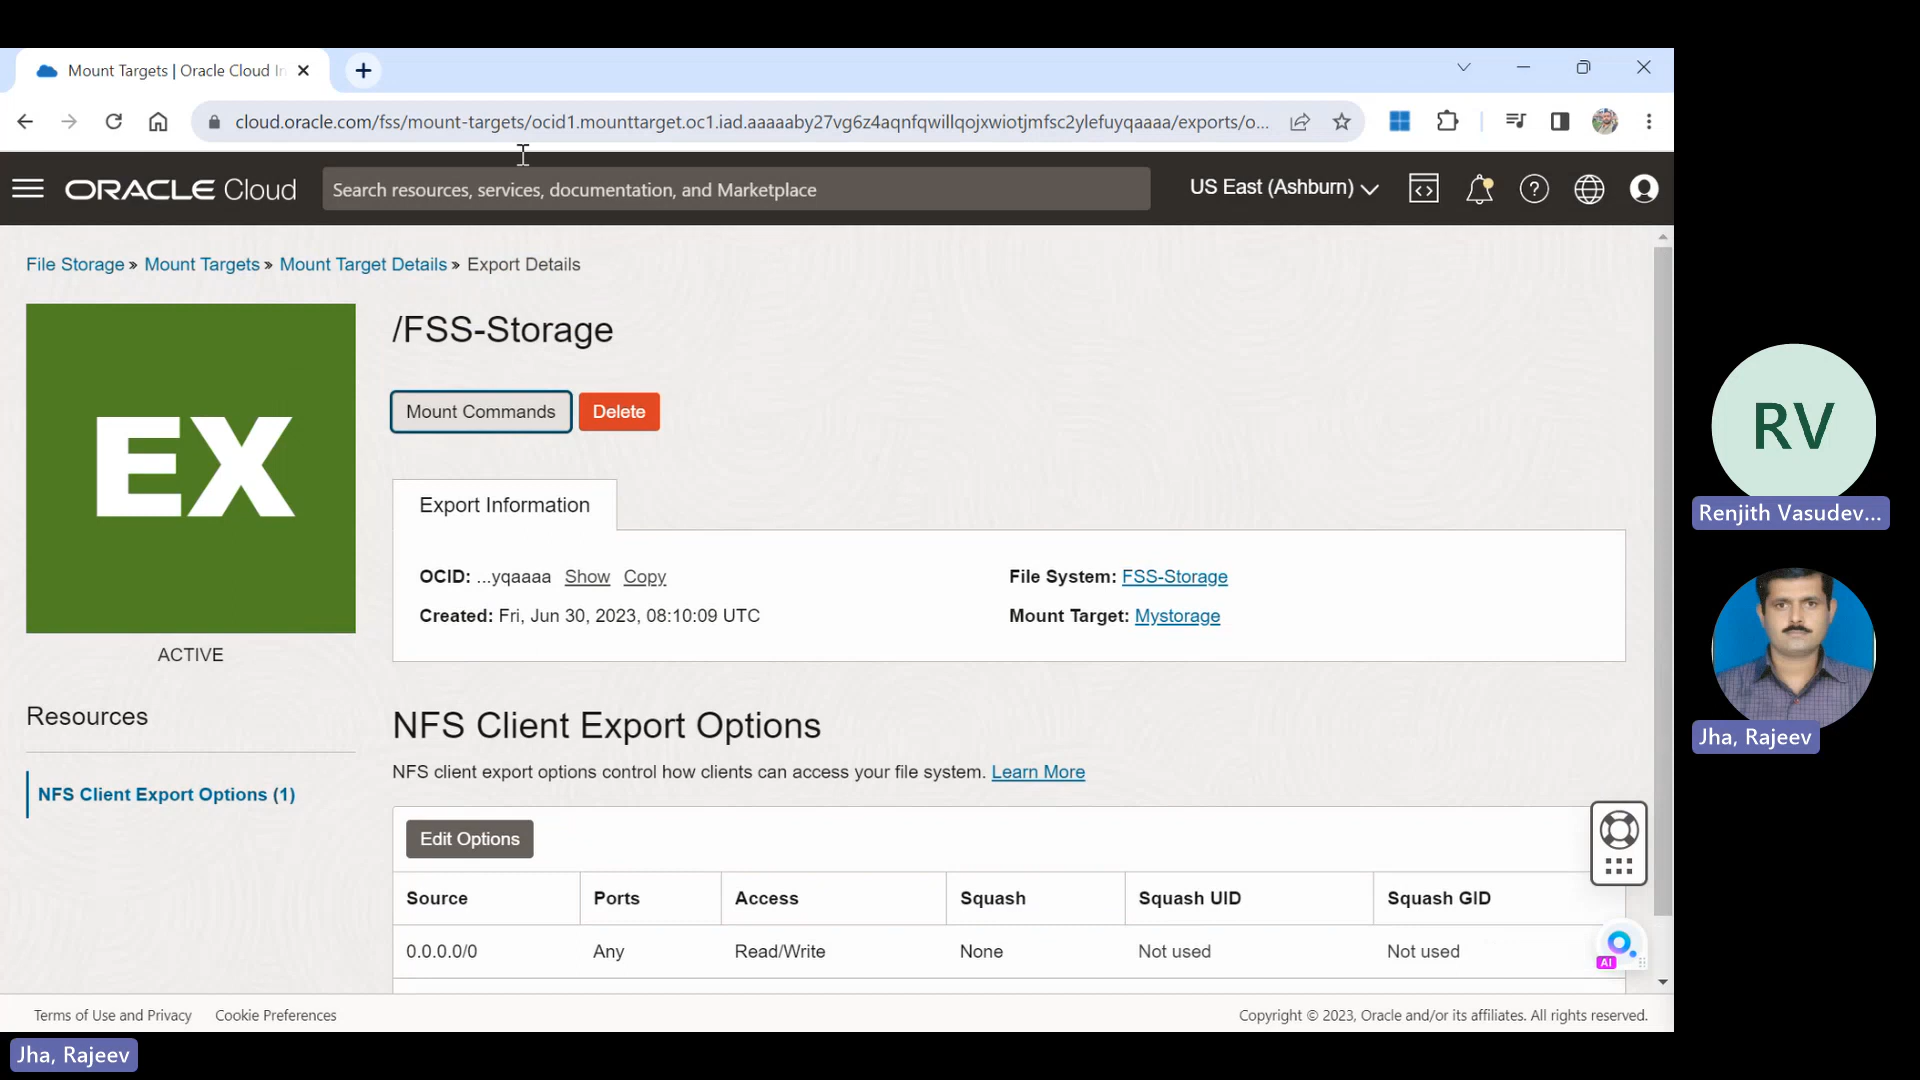 Mount Targets | Oracle Cloud In
cloud.oracle.com/fss/mount-targets/ocid1.mounttarget.oc1.iad.aaaaaby27vg6z4aqnfqwillqojxwiotjmfsc2ylefuyqaaaa/exports/o...
ORACLE Cloud
Search resources, services, documentation, and Marketplace
US East (Ashburn)
File Storage » Mount Targets » Mount Target Details » Export Details
EX
ACTIVE
/FSS-Storage
Mount Commands Delete
Export Information
OCID: ...yqaaaa Show Copy
Created: Fri, Jun 30, 2023, 08:10:09 UTC
File System: FSS-Storage
Mount Target: Mystorage
Resources
NFS Client Export Options (1)
NFS Client Export Options
NFS client export options control how clients can access your file system. Learn More
Edit Options
Source Ports Access Squash Squash UID Squash GID
0.0.0.0/0 Any Read/Write None Not used Not used
AI
Terms of Use and Privacy Cookie Preferences
Copyright © 2023, Oracle and/or its affiliates. All rights reserved.
RV
Renjith Vasudev...
Jha, Rajeev
Jha, Rajeev